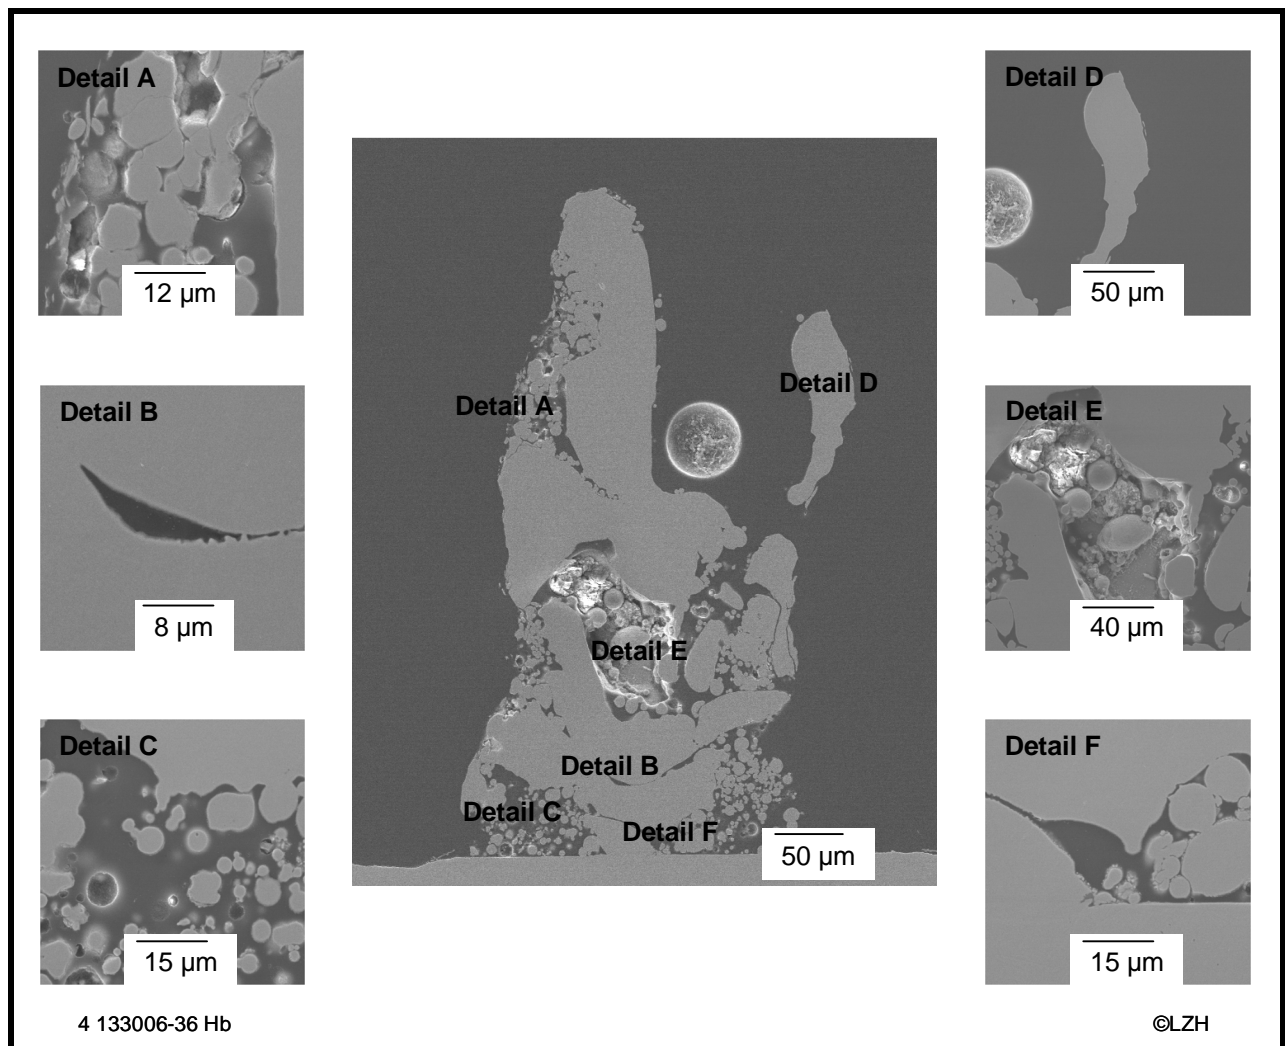 Detail A
12 µm
Detail B
8 µm
Detail C
15 µm
Detail A
Detail D
Detail E
Detail B
Detail C
Detail F
50 µm
Detail D
50 µm
Detail E
40 µm
Detail F
15 µm
4 133006-36 Hb
©LZH